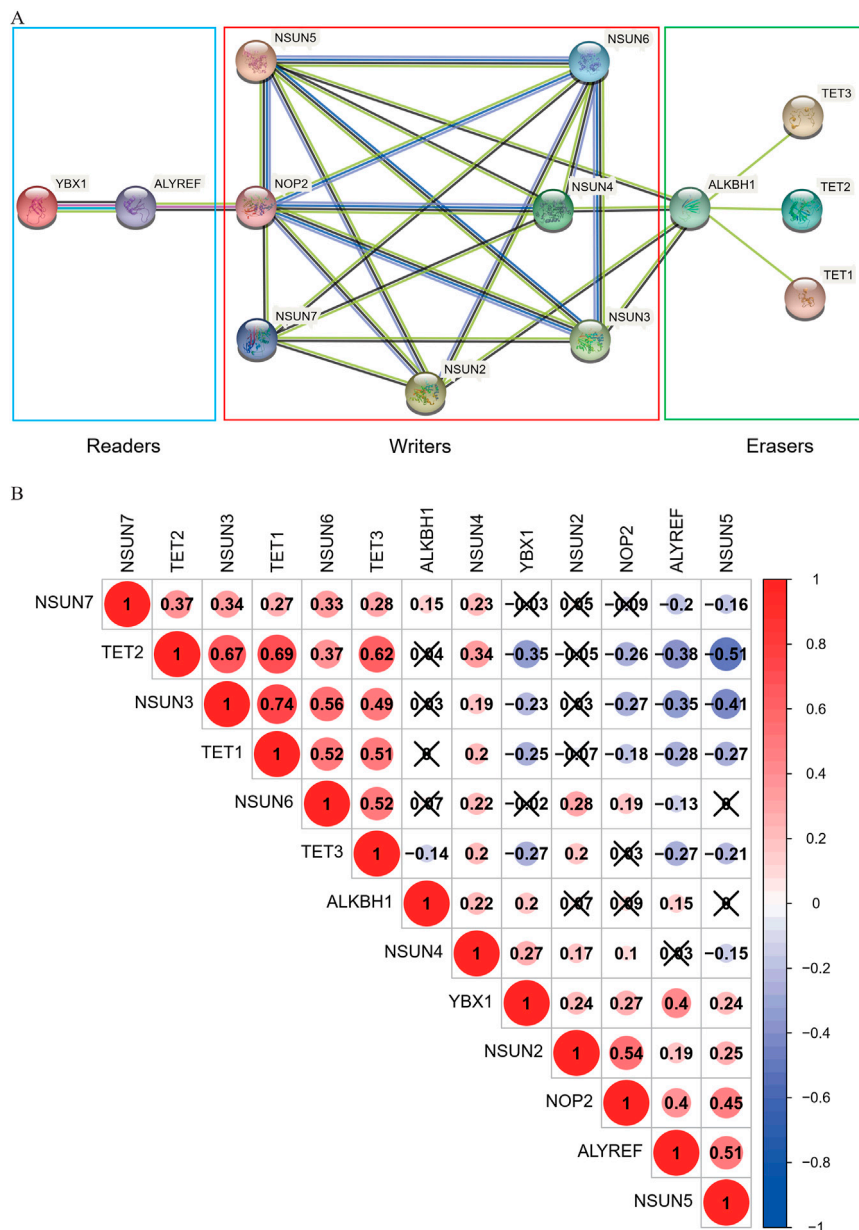 A
NSUN5
NSUN6
TET3
YBX1
ALYREF
NOP2
NSUN4
ALKBH1
TET2
TET1
NSUN7
NSUN3
NSUN2
Readers
Writers
Erasers
B
NSUN7 TET2 NSUN3 TET1 NSUN6 TET3 ALKBH1 NSUN4 YBX1 NSUN2 NOP2 ALYREF NSUN5
NSUN7 1 0.37 0.34 0.27 0.33 0.28 0.15 0.23 −0.03 0.05 −0.09 −0.2 −0.16
TET2 1 0.67 0.69 0.37 0.62 0.04 0.34 −0.35 −0.05 −0.26 −0.38 −0.51
NSUN3 1 0.74 0.56 0.49 0.03 0.19 −0.23 0.03 −0.27 −0.35 −0.41
TET1 1 0.52 0.51 0 0.2 −0.25 −0.07 −0.18 −0.28 −0.27
NSUN6 1 0.52 0.07 0.22 −0.02 0.28 0.19 −0.13 0
TET3 1 −0.14 0.2 −0.27 0.2 0.03 −0.27 −0.21
ALKBH1 1 0.22 0.2 0.07 0.09 0.15 0
NSUN4 1 0.27 0.17 0.1 0.03 −0.15
YBX1 1 0.24 0.27 0.4 0.24
NSUN2 1 0.54 0.19 0.25
NOP2 1 0.4 0.45
ALYREF 1 0.51
NSUN5 1
1
0.8
0.6
0.4
0.2
0
−0.2
−0.4
−0.6
−0.8
−1